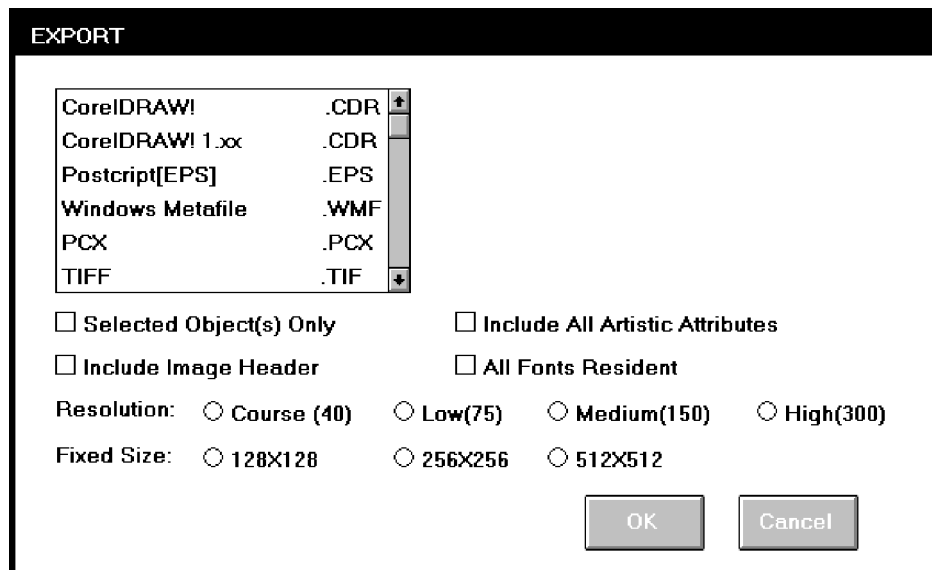 EXPORT
CorelDRAW! .CDR
CorelDRAW! 1.xx .CDR
Postcript[EPS] .EPS
Windows Metafile .WMF
PCX .PCX
TIFF .TIF
Selected Object(s) Only Include All Artistic Attributes
Include Image Header All Fonts Resident
Resolution: Course (40) Low(75) Medium(150) High(300)
Fixed Size: 128X128 256X256 512X512
OK Cancel